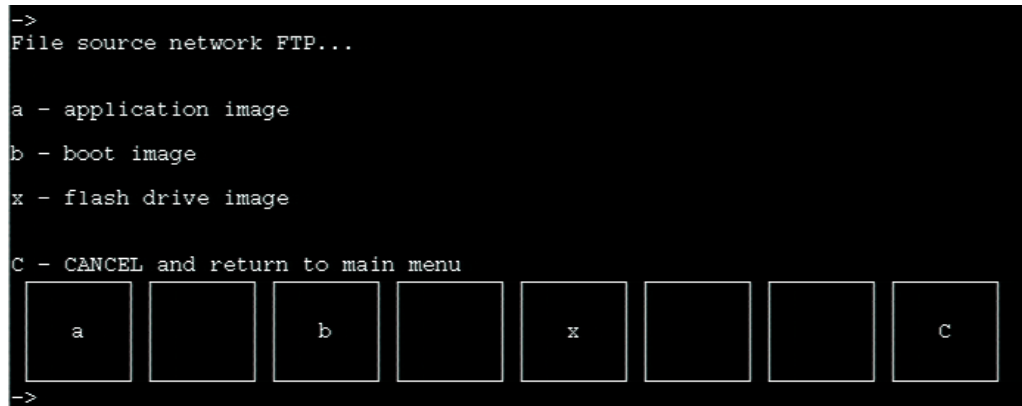 ->
File source network FTP...
a - application image
b - boot image
x - flash drive image
C - CANCEL and return to main menu
a b x C
->